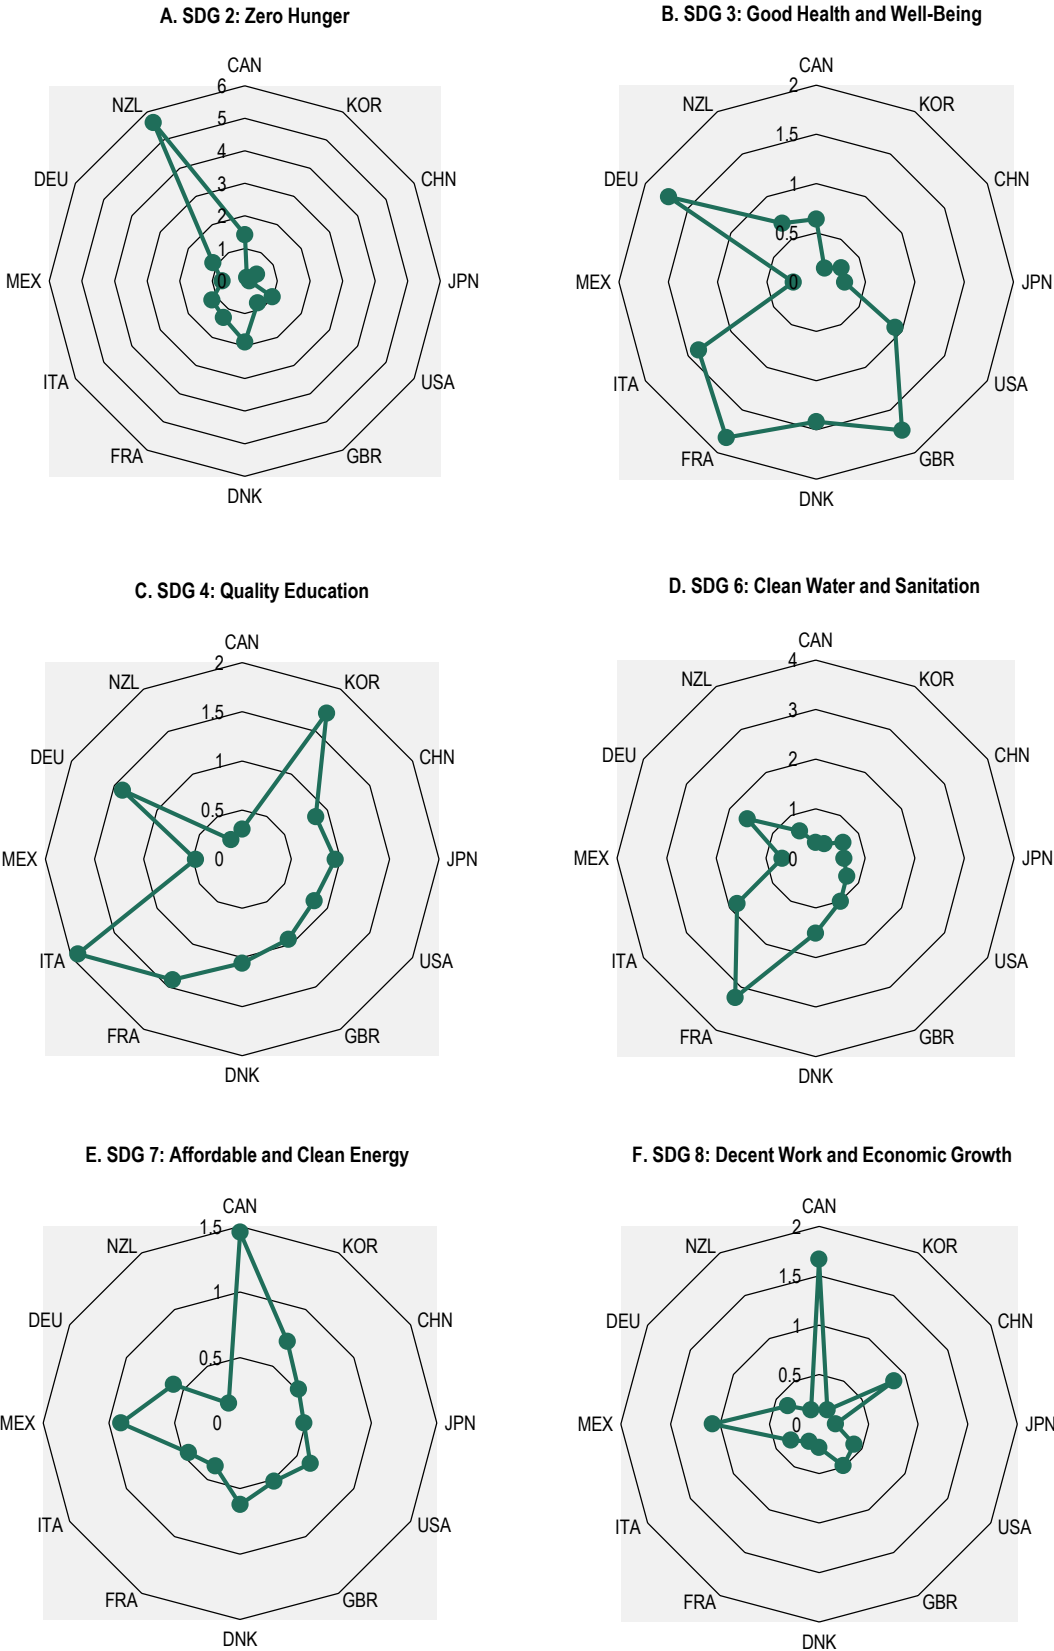 A. SDG 2: Zero Hunger
CAN
KOR
CHN
JPN
USA
GBR
DNK
FRA
ITA
MEX
DEU
NZL
6
5
4
3
2
1
0
B. SDG 3: Good Health and Well-Being
CAN
KOR
CHN
JPN
USA
GBR
DNK
FRA
ITA
MEX
DEU
NZL
2
1.5
1
0.5
0
C. SDG 4: Quality Education
CAN
KOR
CHN
JPN
USA
GBR
DNK
FRA
ITA
MEX
DEU
NZL
2
1.5
1
0.5
0
D. SDG 6: Clean Water and Sanitation
CAN
KOR
CHN
JPN
USA
GBR
DNK
FRA
ITA
MEX
DEU
NZL
4
3
2
1
0
E. SDG 7: Affordable and Clean Energy
CAN
KOR
CHN
JPN
USA
GBR
DNK
FRA
ITA
MEX
DEU
NZL
1.5
1
0.5
0
F. SDG 8: Decent Work and Economic Growth
CAN
KOR
CHN
JPN
USA
GBR
DNK
FRA
ITA
MEX
DEU
NZL
2
1.5
1
0.5
0